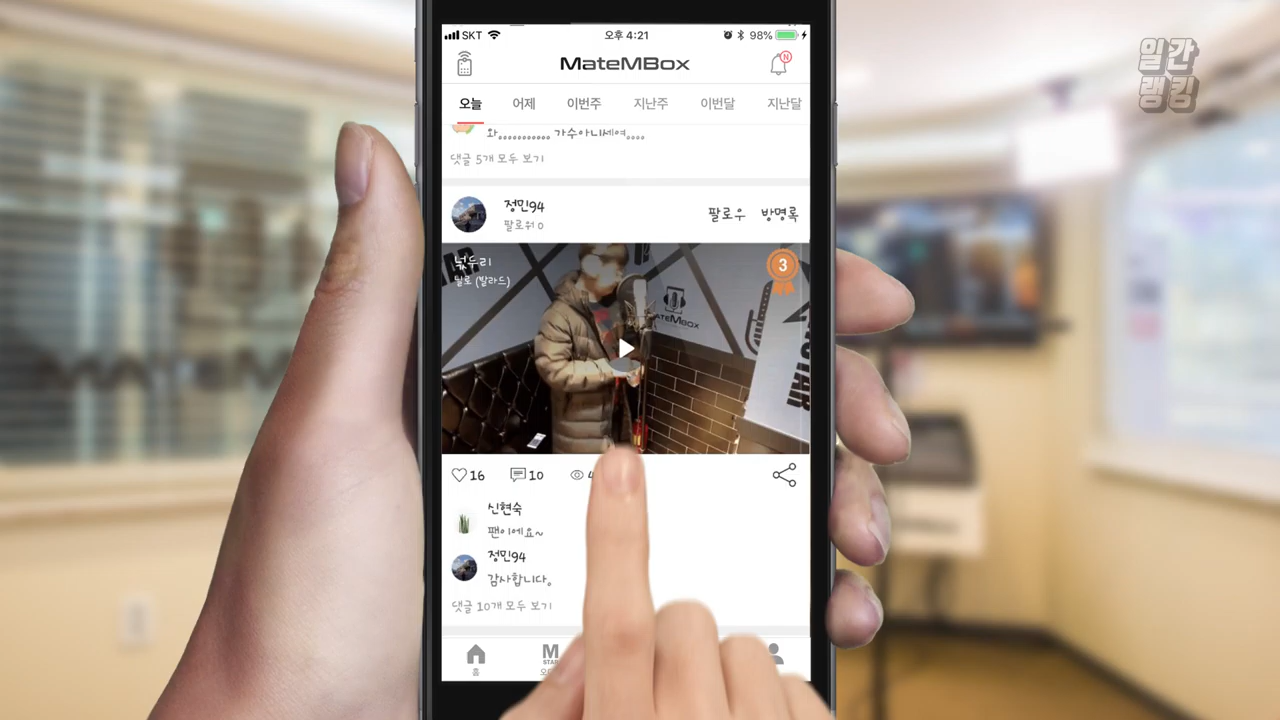 SKT
오후 4:21
98%
MateMBox
N
오늘 어제 이번주 지난주 이번달 지난달
와........... 가수아니세여....
댓글 5개 모두 보기
정민94
팔로워 0
팔로우 방명록
넋두리
틸로 (발라드)
3
MATEMBOX
16
10
4
신현숙
팬이에요~
정민94
감사합니다.
댓글 10개 모두 보기
홈
M
STAR
일간
랭킹